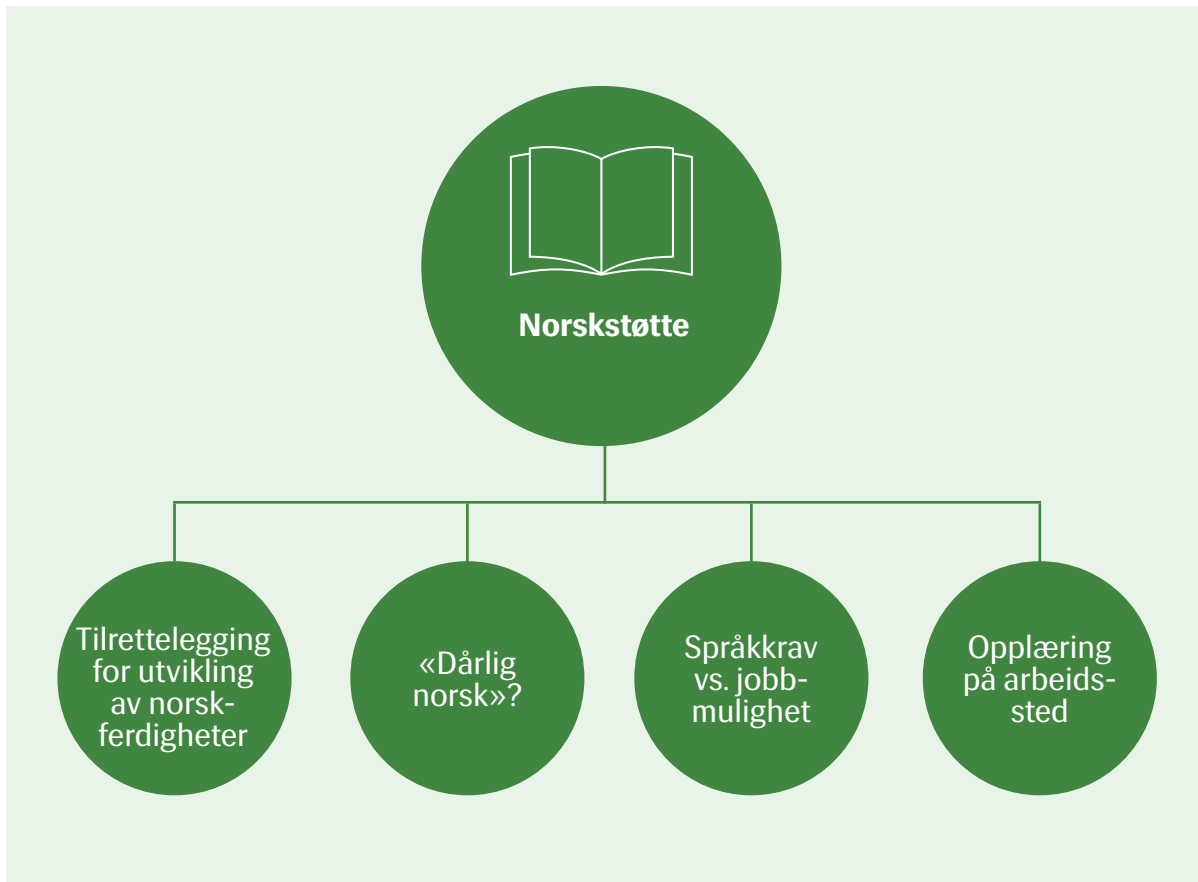 Norskstøtte
Tilrettelegging
for utvikling
av norsk-
ferdigheter
«Dårlig
norsk»?
Språkkrav
vs. jobb-
mulighet
Opplæring
på arbeids-
sted